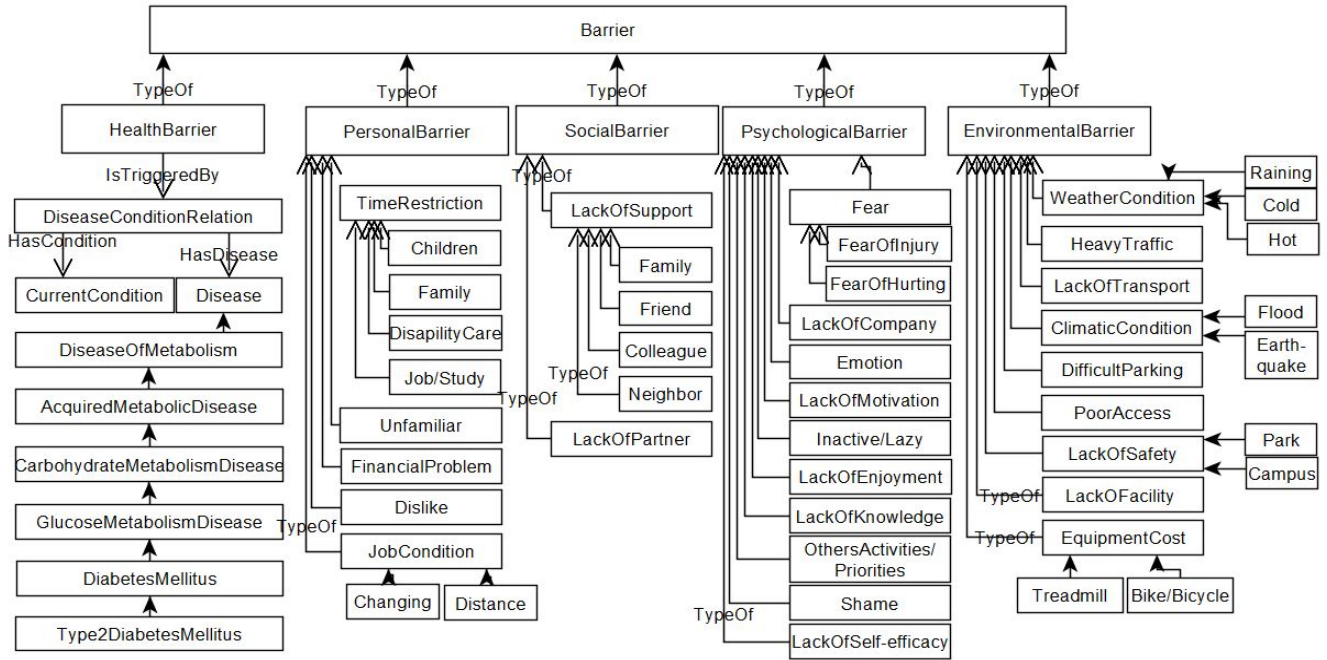 Barrier
TypeOf
TypeOf
TypeOf
TypeOf
TypeOf
HealthBarrier
PersonalBarrier
SocialBarrier
PsychologicalBarrier
EnvironmentalBarrier
IsTriggeredBy
DiseaseConditionRelation
HasCondition
HasDisease
CurrentCondition
Disease
DiseaseOfMetabolism
AcquiredMetabolicDisease
CarbohydrateMetabolismDisease
GlucoseMetabolismDisease
DiabetesMellitus
Type2DiabetesMellitus
TimeRestriction
Children
Family
DisapilityCare
Job/Study
Unfamiliar
FinancialProblem
Dislike
TypeOf
JobCondition
Changing
Distance
TypeOf
LackOfSupport
Family
Friend
Colleague
TypeOf
Neighbor
TypeOf
LackOfPartner
Fear
FearOfInjury
FearOfHurting
LackOfCompany
Emotion
LackOfMotivation
Inactive/Lazy
LackOfEnjoyment
LackOfKnowledge
OthersActivities/
Priorities
Shame
TypeOf
LackOfSelf-efficacy
WeatherCondition
Raining
Cold
Hot
HeavyTraffic
LackOfTransport
ClimaticCondition
Flood
Earth-
quake
DifficultParking
PoorAccess
LackOfSafety
Park
Campus
TypeOf
LackOFacility
TypeOf
EquipmentCost
Treadmill
Bike/Bicycle